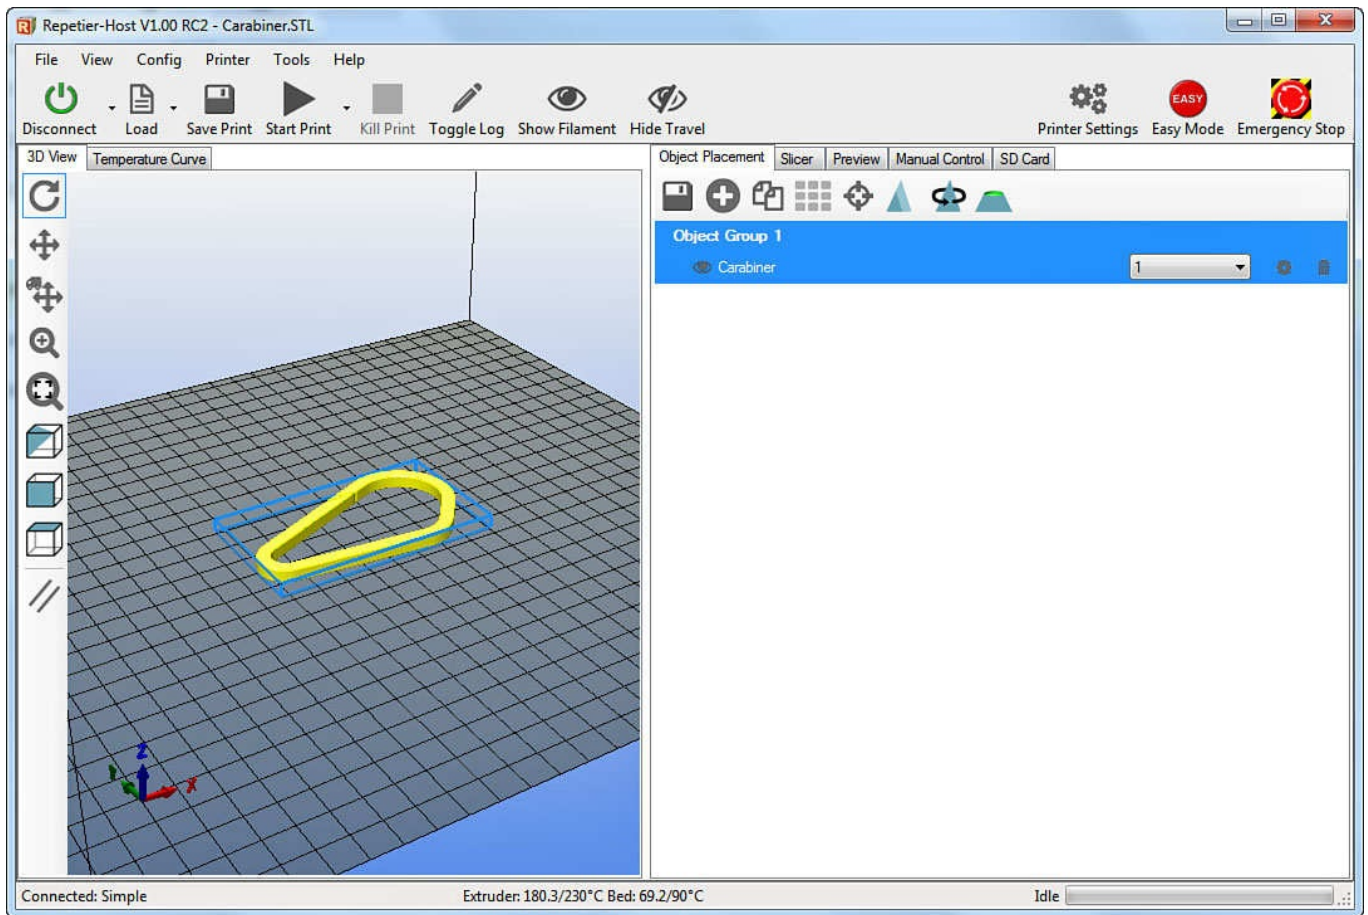 Repetier-Host V1.00 RC2 - Carabiner.STL
File View Config Printer Tools Help
Disconnect Load Save Print Start Print Kill Print Toggle Log Show Filament Hide Travel Printer Settings EASY Easy Mode Emergency Stop
3D View Temperature Curve Object Placement Slicer Preview Manual Control SD Card
Object Group 1
Carabiner 1
Z
Y X
Connected: Simple Extruder: 180.3/230°C Bed: 69.2/90°C Idle